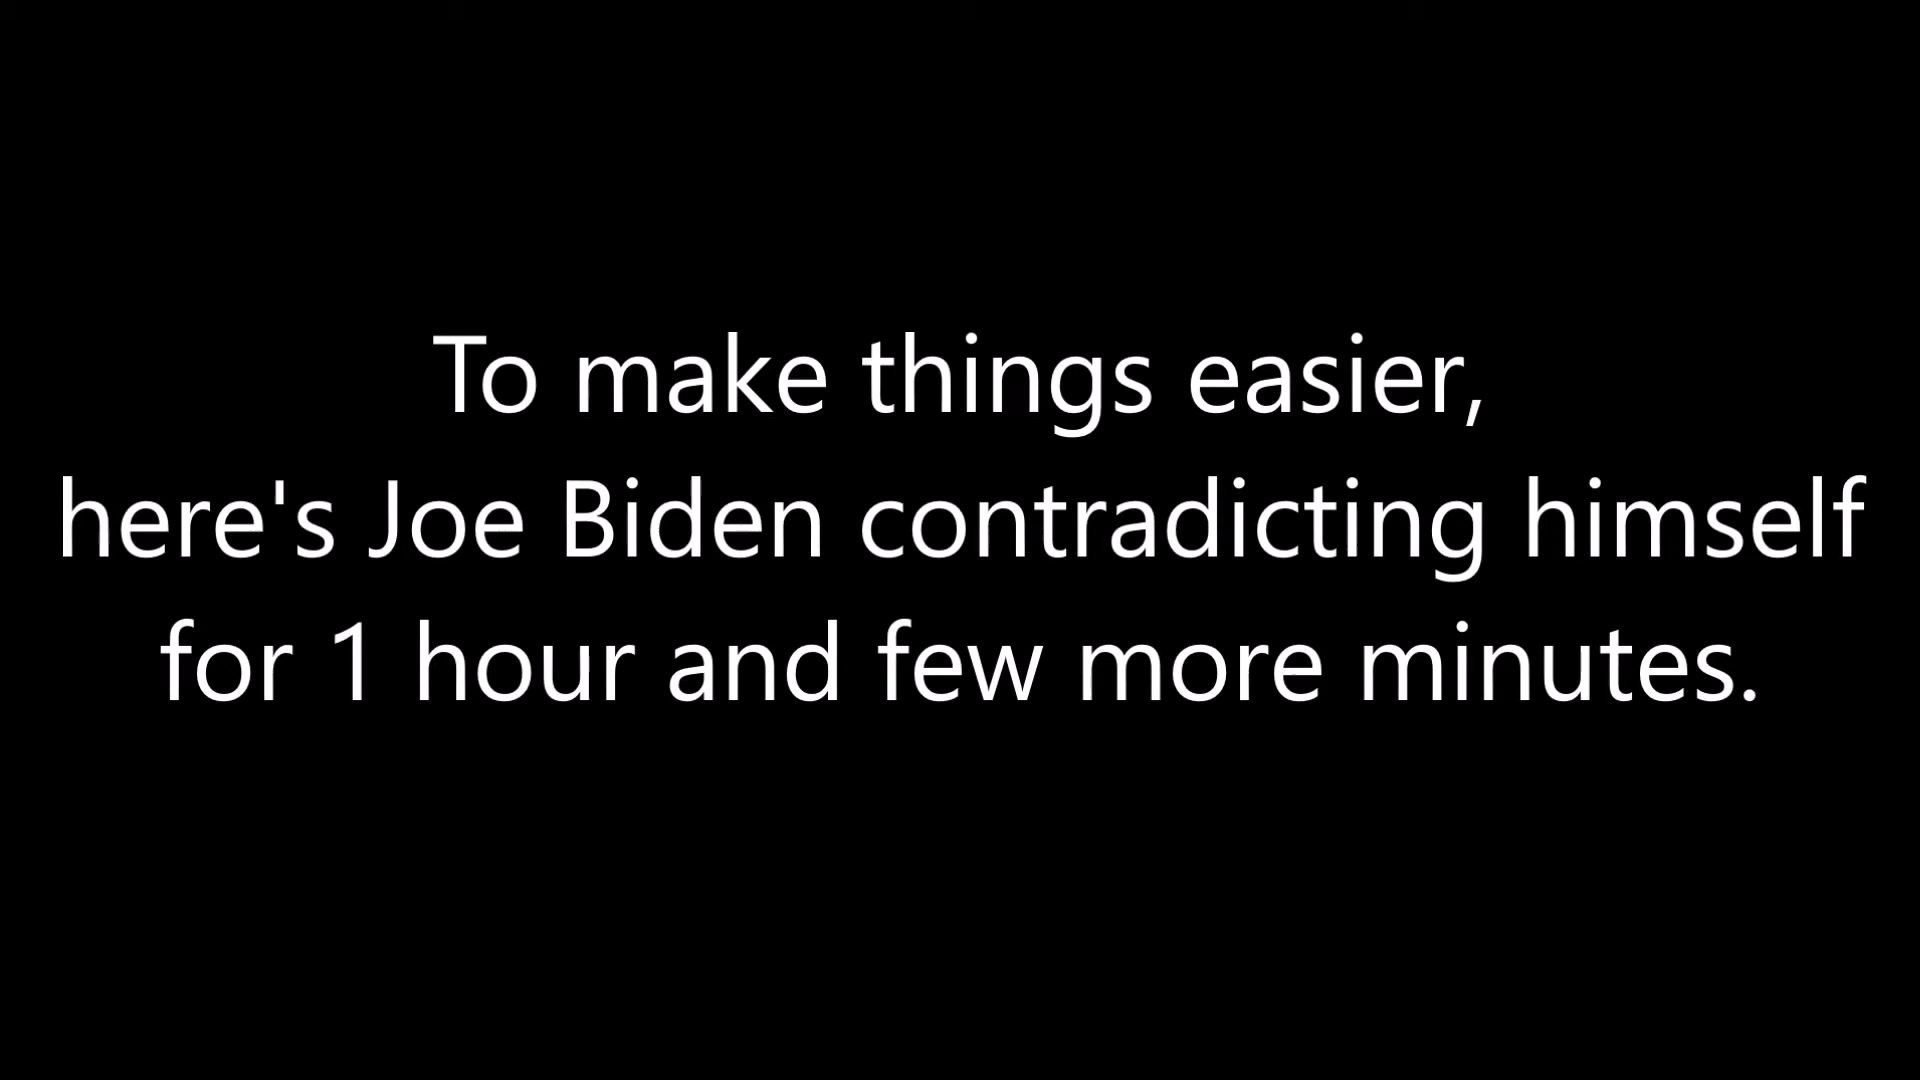 To make things easier,
here's Joe Biden contradicting himself
for 1 hour and few more minutes.